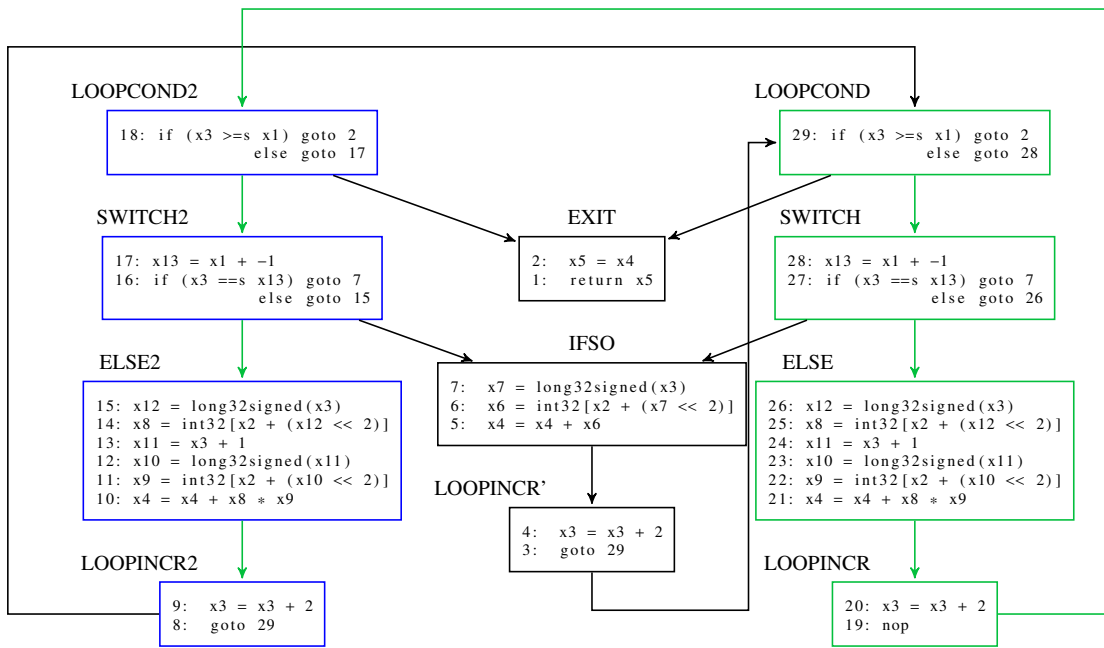 LOOPCOND2
18: if (x3 >=s x1) goto 2
else goto 17
LOOPCOND
29: if (x3 >=s x1) goto 2
else goto 28
SWITCH2
17: x13 = x1 + −1
16: if (x3 ==s x13) goto 7
else goto 15
EXIT
2: x5 = x4
1: return x5
SWITCH
28: x13 = x1 + −1
27: if (x3 ==s x13) goto 7
else goto 26
ELSE2
15: x12 = long32signed(x3)
14: x8 = int32[x2 + (x12 << 2)]
13: x11 = x3 + 1
12: x10 = long32signed(x11)
11: x9 = int32[x2 + (x10 << 2)]
10: x4 = x4 + x8 * x9
IFSO
7: x7 = long32signed(x3)
6: x6 = int32[x2 + (x7 << 2)]
5: x4 = x4 + x6
ELSE
26: x12 = long32signed(x3)
25: x8 = int32[x2 + (x12 << 2)]
24: x11 = x3 + 1
23: x10 = long32signed(x11)
22: x9 = int32[x2 + (x10 << 2)]
21: x4 = x4 + x8 * x9
LOOPINCR'
4: x3 = x3 + 2
3: goto 29
LOOPINCR2
9: x3 = x3 + 2
8: goto 29
LOOPINCR
20: x3 = x3 + 2
19: nop